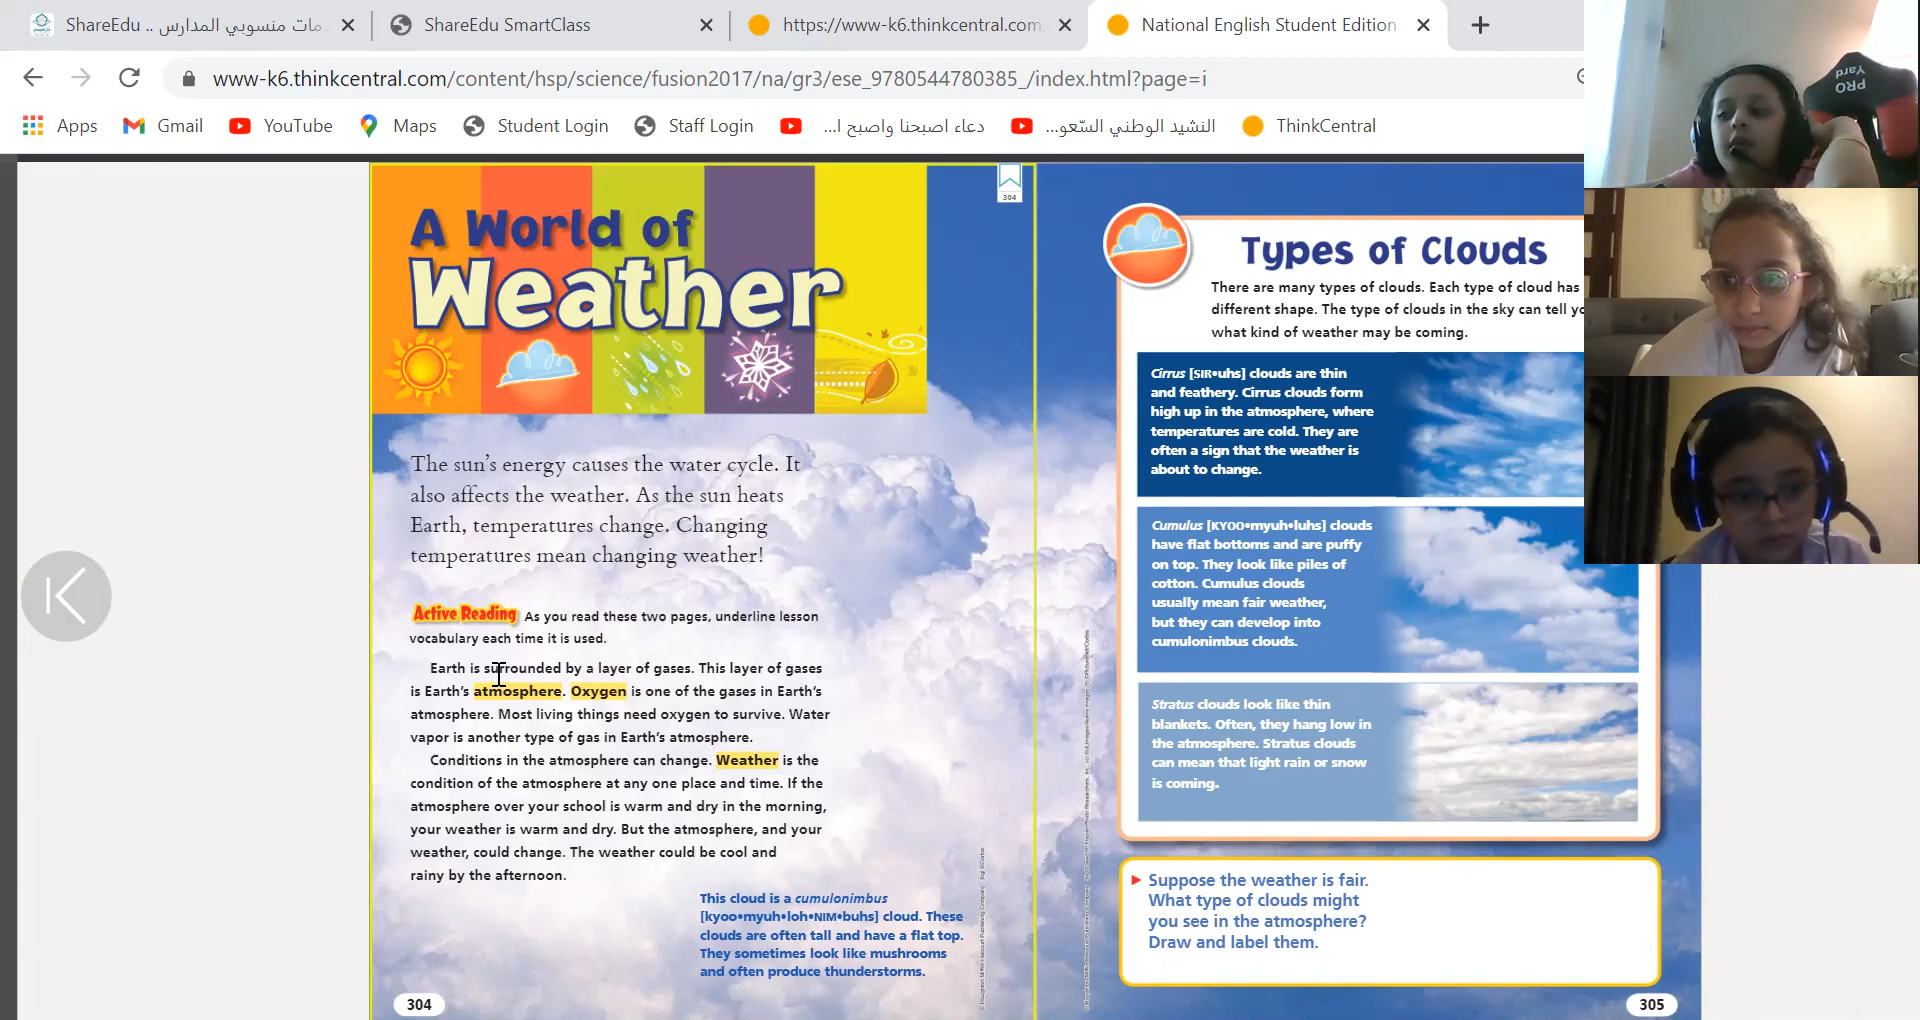 ShareEdu .. مات منسوبي المدارس
ShareEdu SmartClass
https://www-k6.thinkcentral.com
National English Student Edition
www-k6.thinkcentral.com/content/hsp/science/fusion2017/na/gr3/ese_9780544780385_/index.html?page=i
Apps
Gmail
YouTube
Maps
Student Login
Staff Login
دعاء اصبحنا واصبح ا...
النشيد الوطني السّعو...
ThinkCentral
PRO
Yard
304
A World of
Weather
The sun's energy causes the water cycle. It
also affects the weather. As the sun heats
Earth, temperatures change. Changing
temperatures mean changing weather!
Active Reading As you read these two pages, underline lesson
vocabulary each time it is used.
Earth is surrounded by a layer of gases. This layer of gases
is Earth's atmosphere. Oxygen is one of the gases in Earth's
atmosphere. Most living things need oxygen to survive. Water
vapor is another type of gas in Earth's atmosphere.
Conditions in the atmosphere can change. Weather is the
condition of the atmosphere at any one place and time. If the
atmosphere over your school is warm and dry in the morning,
your weather is warm and dry. But the atmosphere, and your
weather, could change. The weather could be cool and
rainy by the afternoon.
This cloud is a cumulonimbus
[kyoo•myuh•loh•NIM•buhs] cloud. These
clouds are often tall and have a flat top.
They sometimes look like mushrooms
and often produce thunderstorms.
304
Types of Clouds
There are many types of clouds. Each type of cloud has
different shape. The type of clouds in the sky can tell yo
what kind of weather may be coming.
Cirrus [SIR•uhs] clouds are thin
and feathery. Cirrus clouds form
high up in the atmosphere, where
temperatures are cold. They are
often a sign that the weather is
about to change.
Cumulus [KYOO•myuh•luhs] clouds
have flat bottoms and are puffy
on top. They look like piles of
cotton. Cumulus clouds
usually mean fair weather,
but they can develop into
cumulonimbus clouds.
Stratus clouds look like thin
blankets. Often, they hang low in
the atmosphere. Stratus clouds
can mean that light rain or snow
is coming.
Suppose the weather is fair.
What type of clouds might
you see in the atmosphere?
Draw and label them.
305